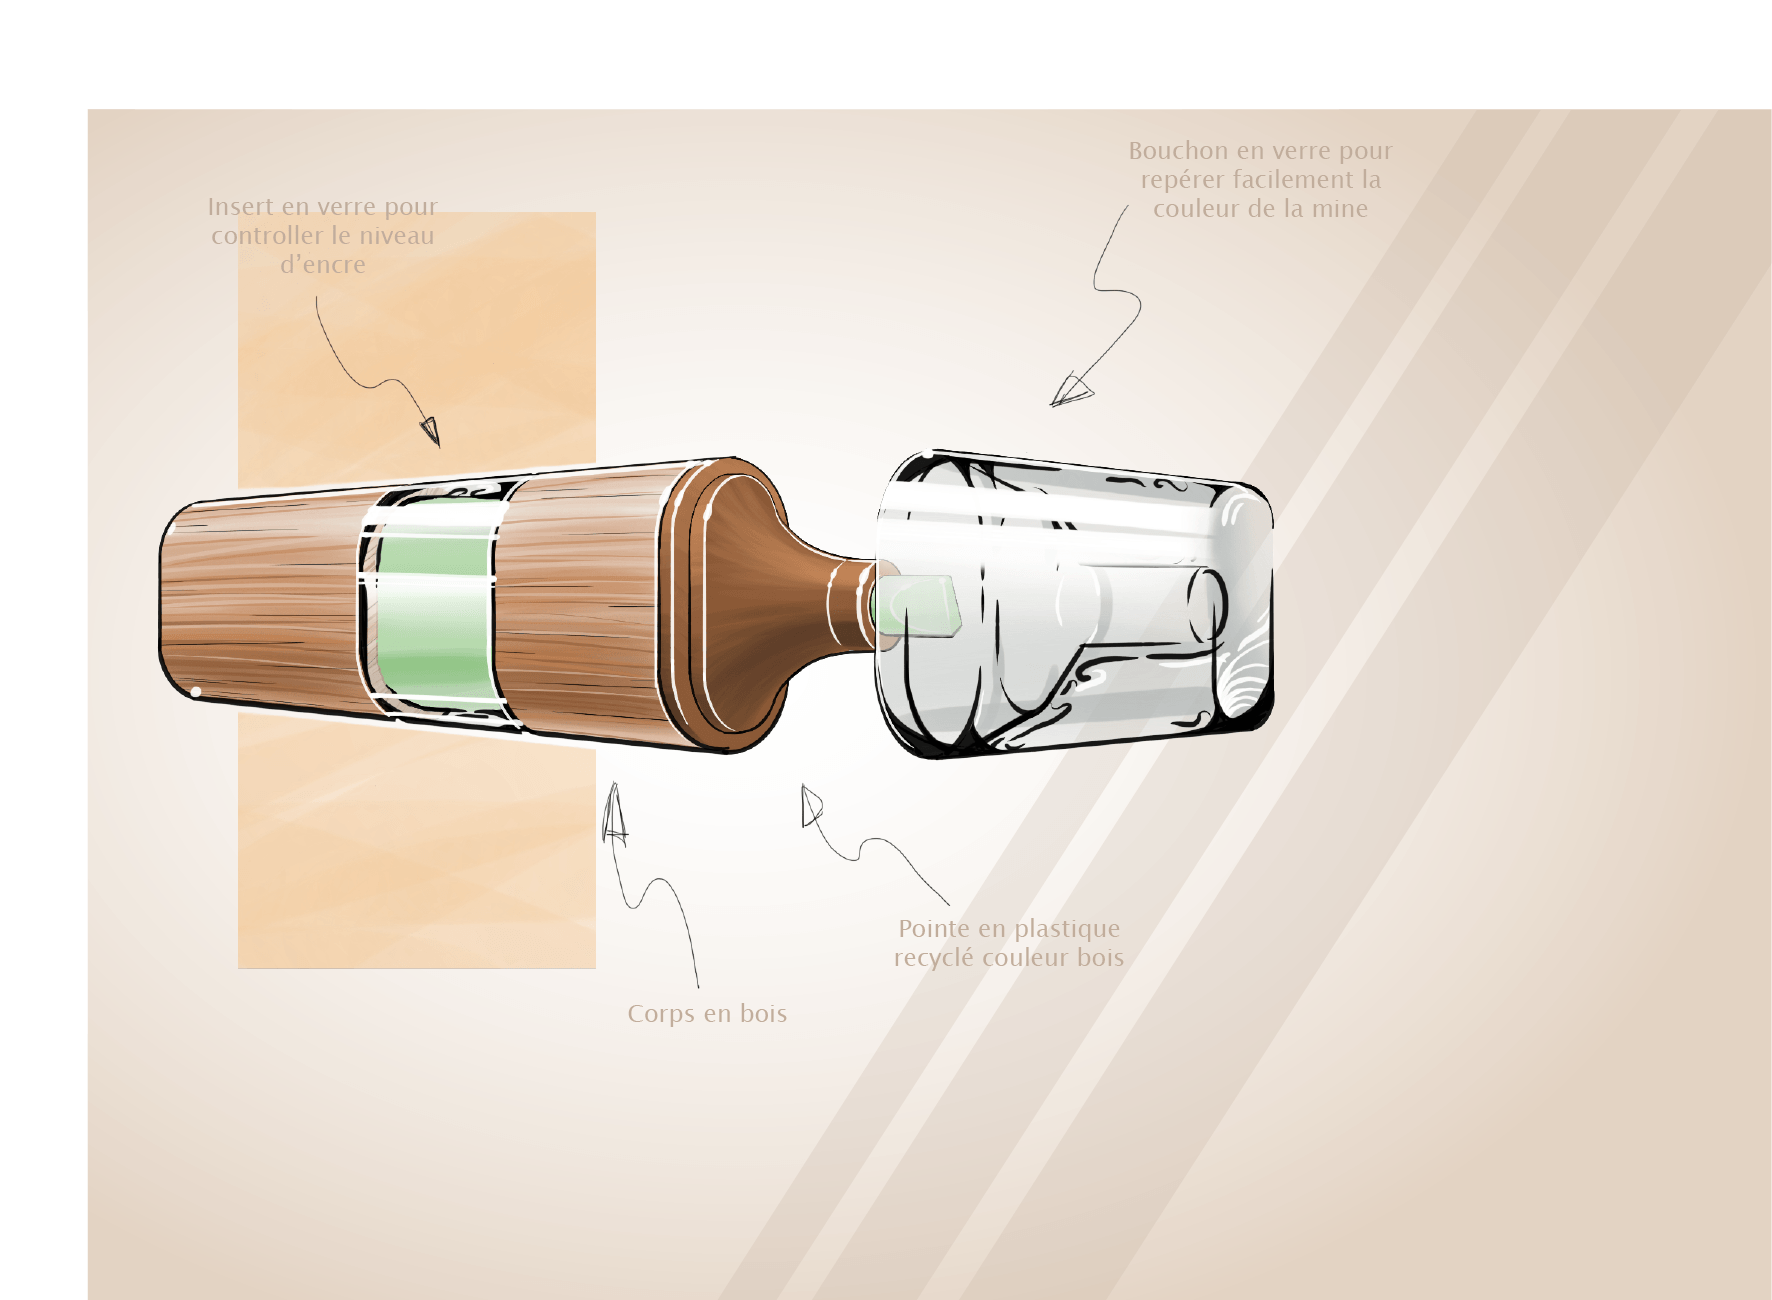 Bouchon en verre pour
repérer facilement la
couleur de la mine
Insert en verre pour
controller le niveau
d’encre
Pointe en plastique
recyclé couleur bois
Corps en bois